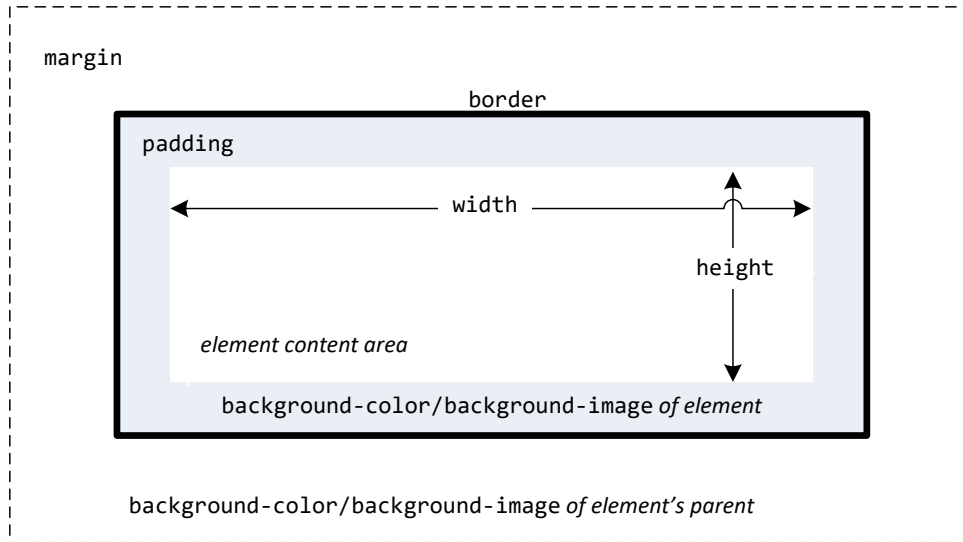 margin
border
padding
width
height
element content area
background-color/background-image of element
background-color/background-image of element's parent